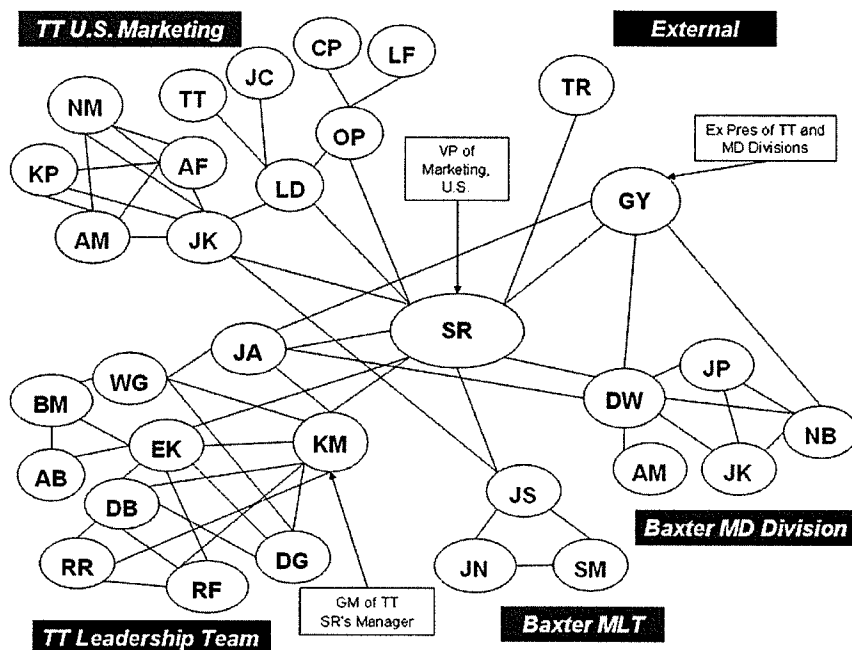 TT U.S. Marketing
External
CP
LF
JC
TT
TR
NM
OP
VP of
Marketing,
U.S.
Ex Pres of TT and
MD Divisions
KP
AF
LD
GY
AM
JK
SR
JA
WG
JP
BM
DW
NB
EK
KM
AB
AM
JK
JS
DB
Baxter MD Division
DG
RR
RF
JN
SM
GM of TT
SR's Manager
TT Leadership Team
Baxter MLT